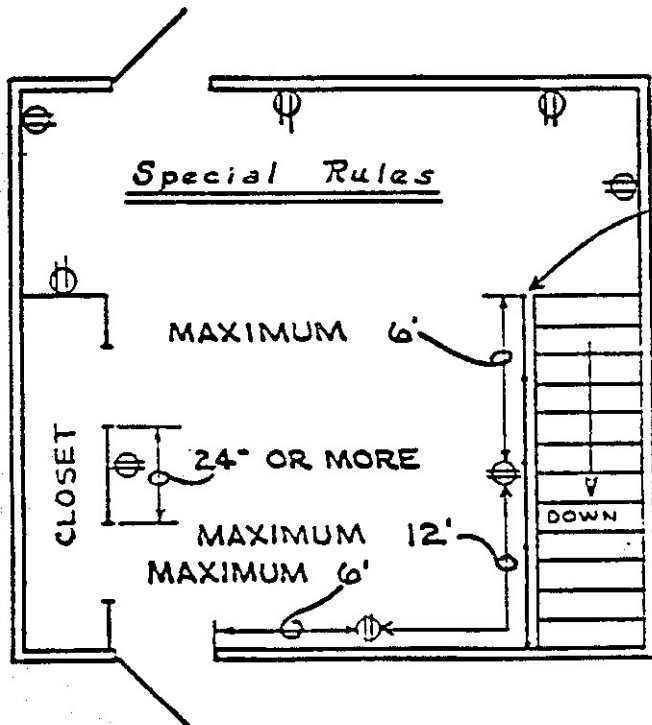 Special Rules
MAXIMUM 6'
CLOSET
24" OR MORE
DOWN
MAXIMUM 12'
MAXIMUM 6'